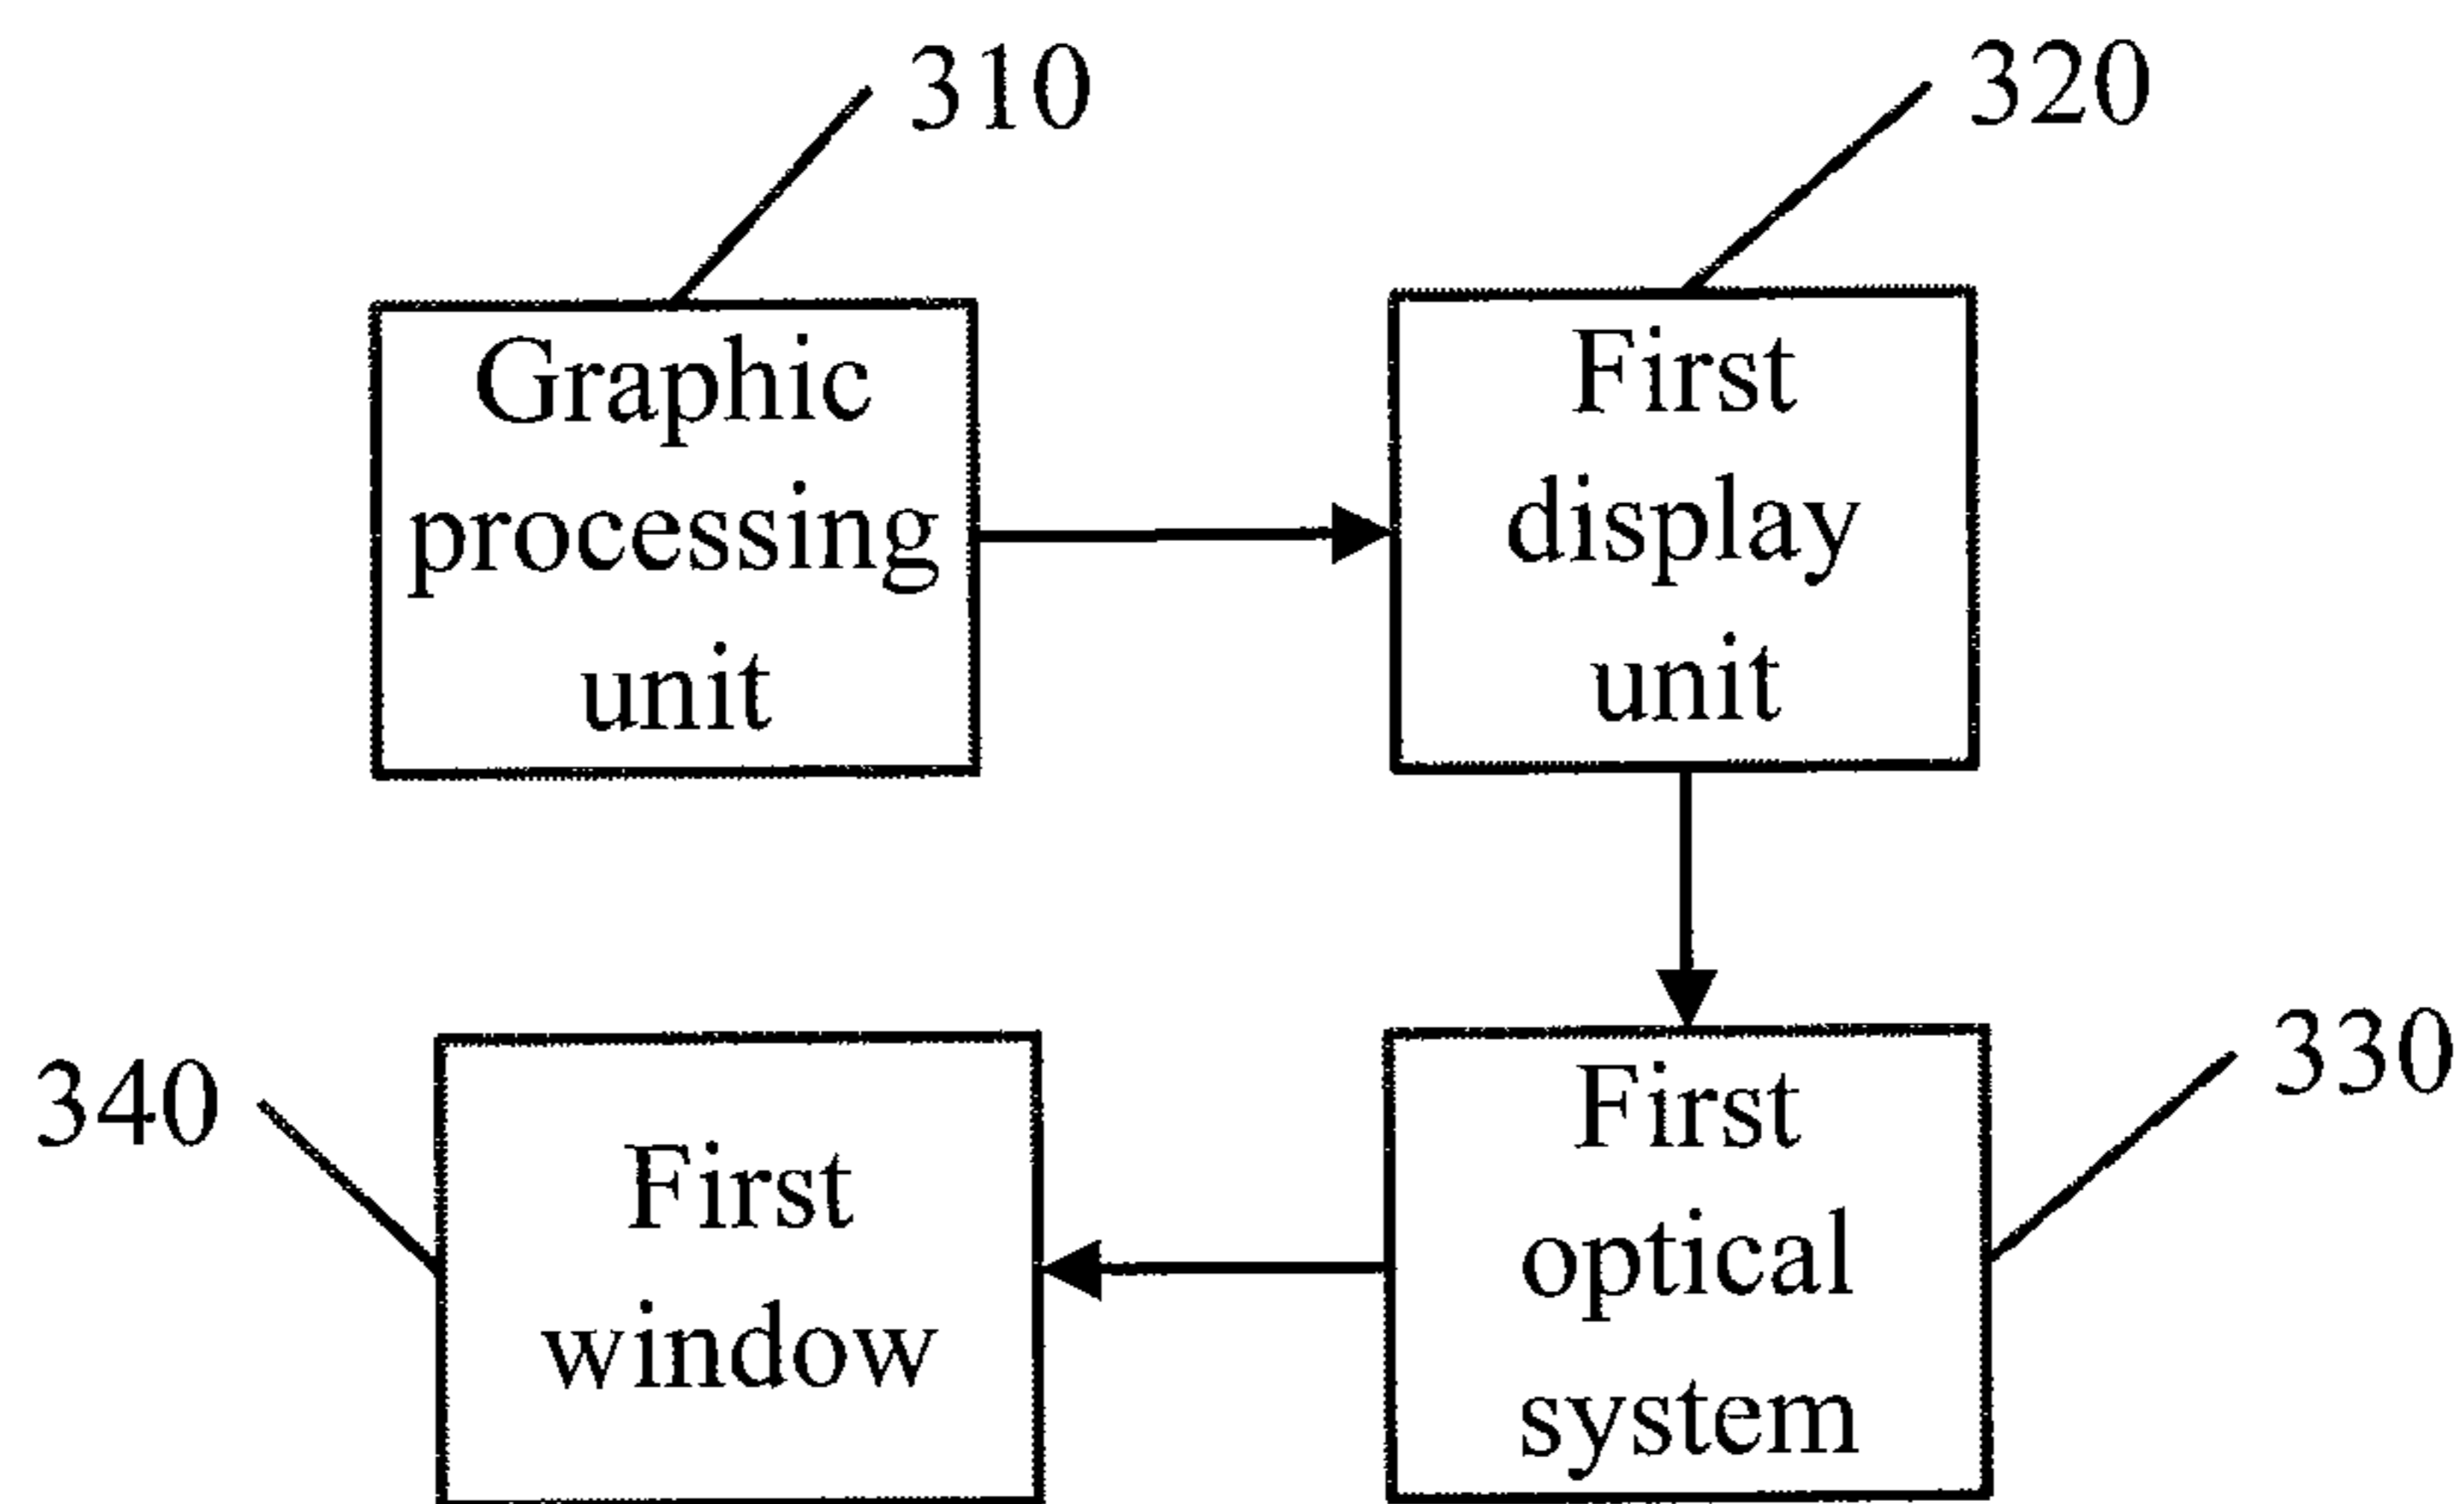 310
320
Graphic
processing
unit
First
display
unit
340
First
window
First
optical
system
330